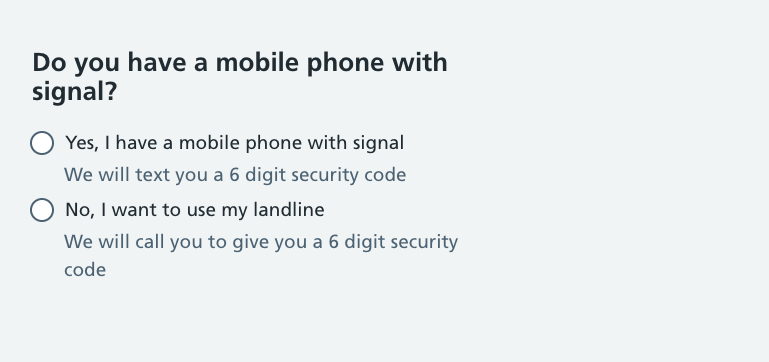 Do you have a mobile phone with
signal?
Yes, I have a mobile phone with signal
We will text you a 6 digit security code
No, I want to use my landline
We will call you to give you a 6 digit security
code